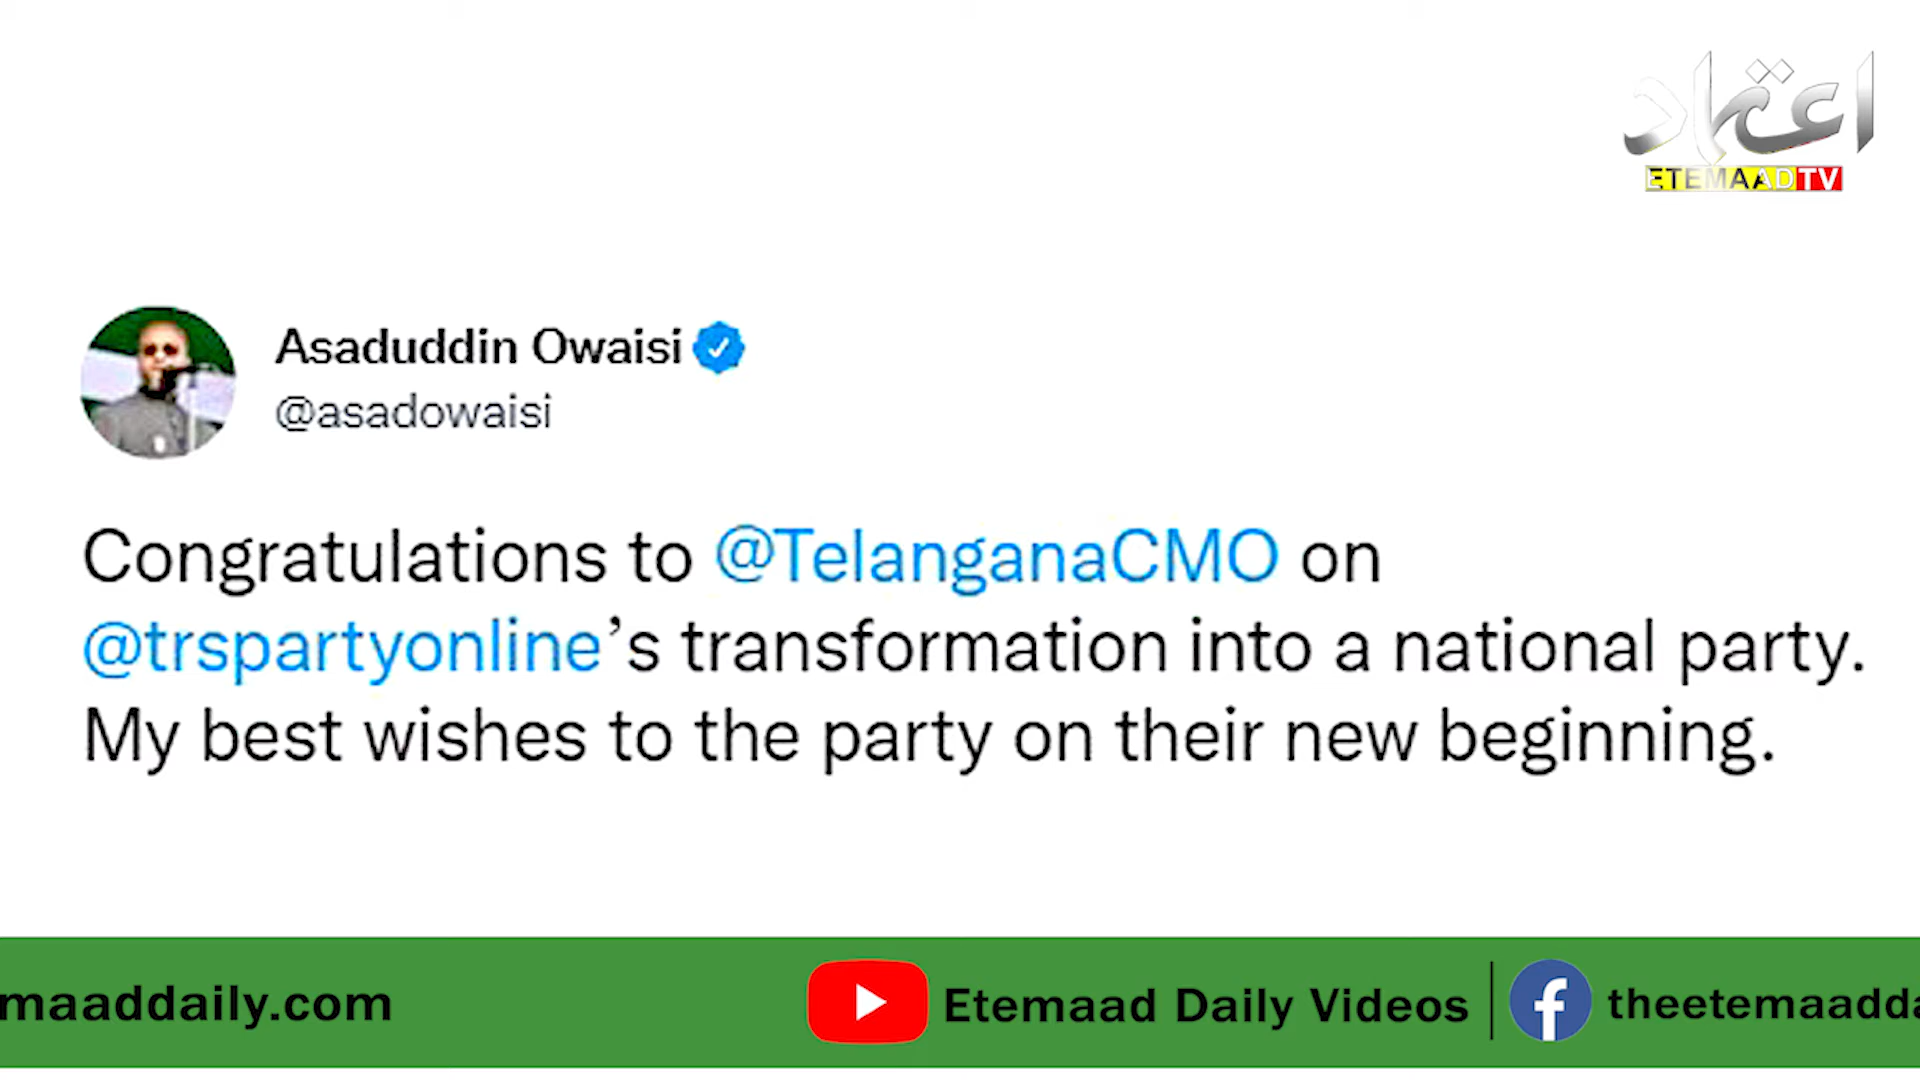 اعتماد
ETEMAADTV
Asaduddin Owaisi
@asadowaisi
Congratulations to @TelanganaCMO on
@trspartyonline’s transformation into a national party.
My best wishes to the party on their new beginning.
maaddaily.com
Etemaad Daily Videos
theetemaadda